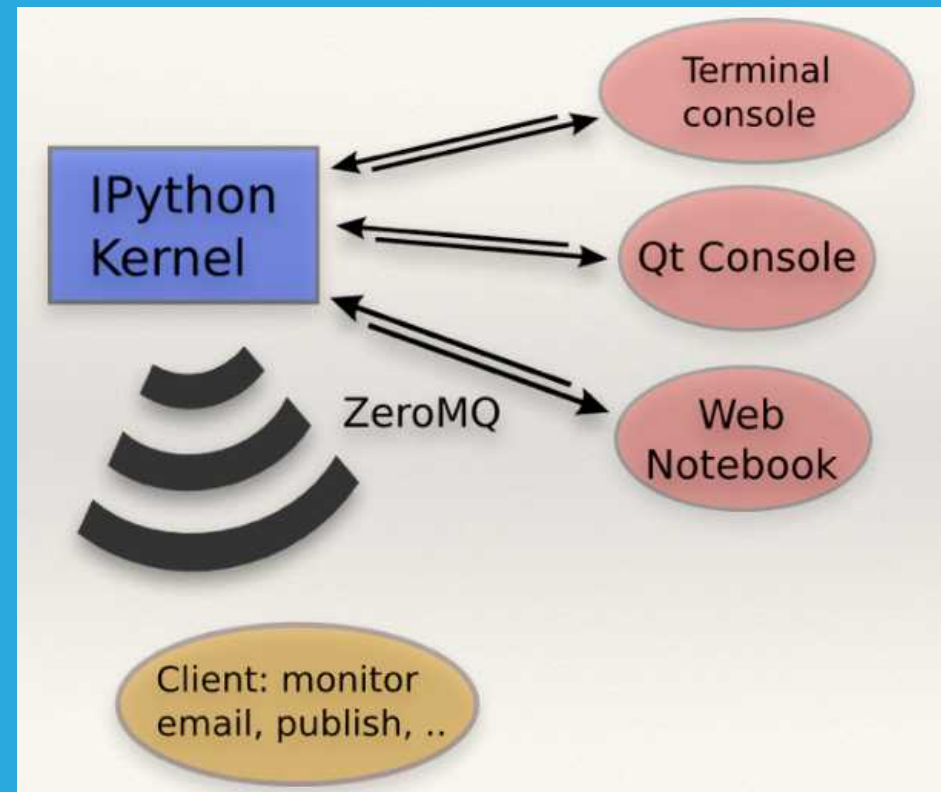 Terminal
console
IPython
Kernel
Qt Console
ZeroMQ
Web
Notebook
Client: monitor
email, publish, ..